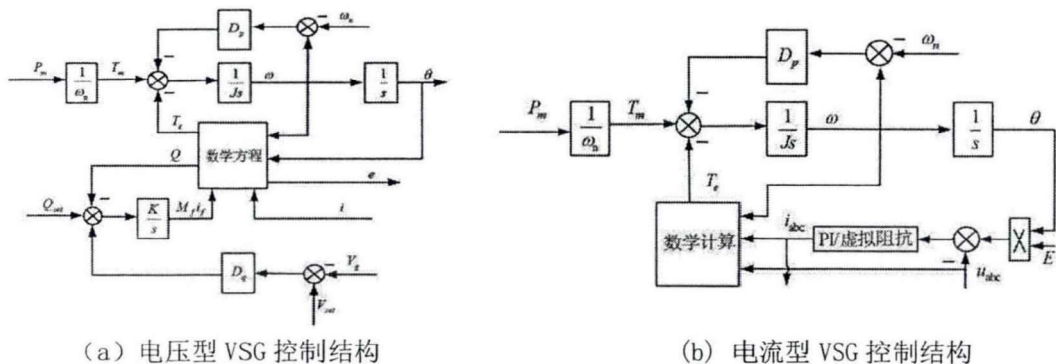 D_p
ω_n
P_m
1/ω_n
T_m
1/Js
ω
1/s
θ
T_e
数学方程
Q
e
Q_set
K/s
M_f i_f
i
D_q
V_g
D_p
ω_n
P_m
1/ω_n
T_m
1/Js
ω
1/s
θ
T_e
数学计算
i_abc
PI/虚拟阻抗
E
u_abc
(a) 电压型 VSG 控制结构
(b) 电流型 VSG 控制结构